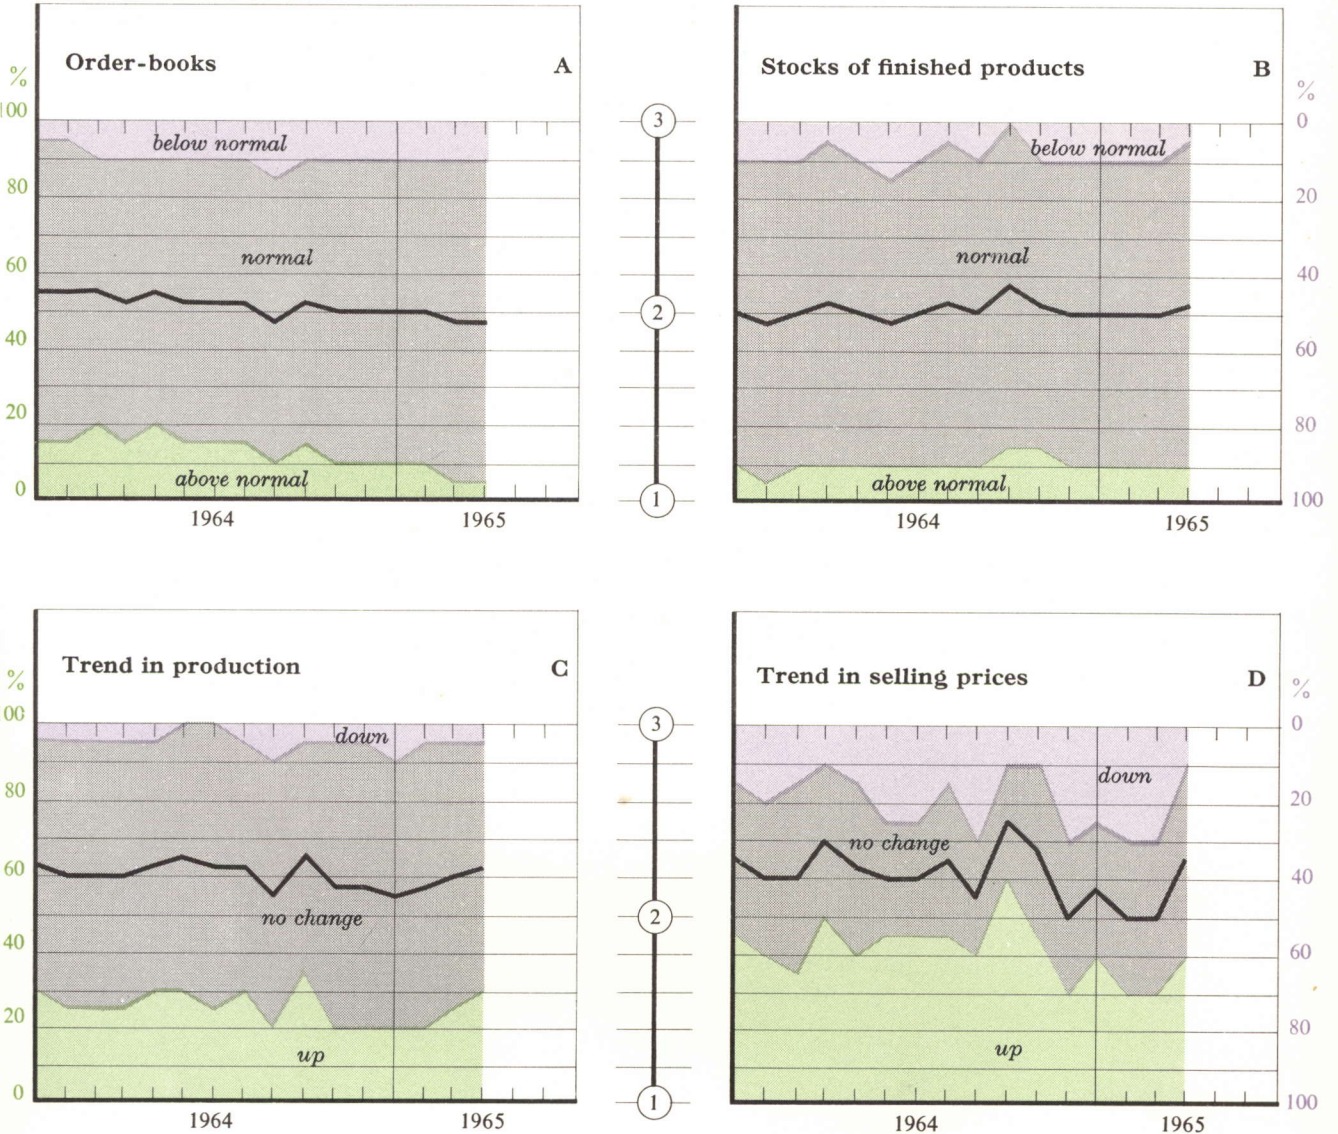 Order-books A
%
100
below normal
80
60
normal
40
20
above normal
0
1964 1965
3
2
1
Stocks of finished products B
%
0
below normal
20
normal
40
60
80
above normal
100
1964 1965
Trend in production C
%
00
down
80
60
no change
40
20
up
0
1964 1965
3
2
1
Trend in selling prices D
%
0
down
20
no change
40
60
80
up
100
1964 1965